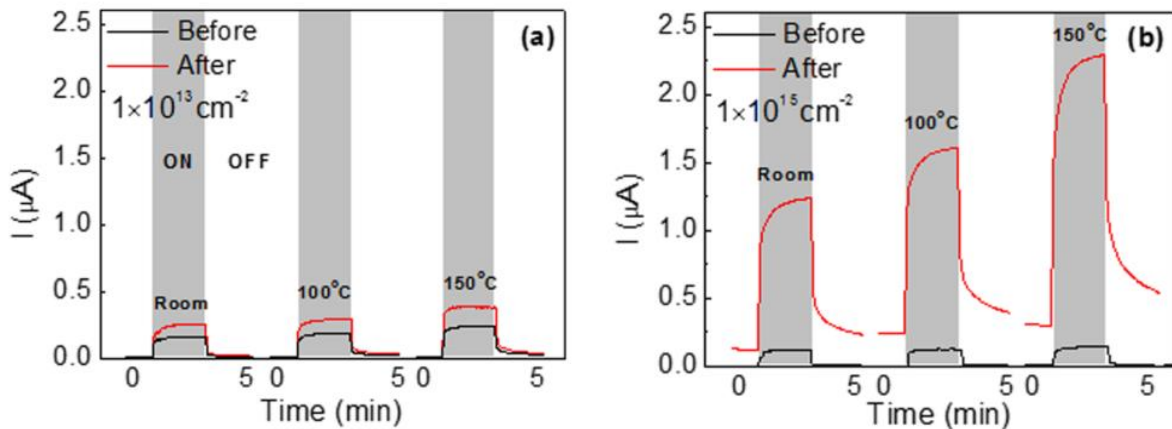 2.5
2.0
1.5
1.0
0.5
0.0
I (μA)
Before
After
1×10¹³cm⁻²
(a)
ON OFF
Room
100°C
150°C
0 5 0 5 0 5
Time (min)
2.5
2.0
1.5
1.0
0.5
0.0
I (μA)
Before
After
1×10¹⁵cm⁻²
(b)
Room
100°C
150°C
0 5 0 5 0 5
Time (min)